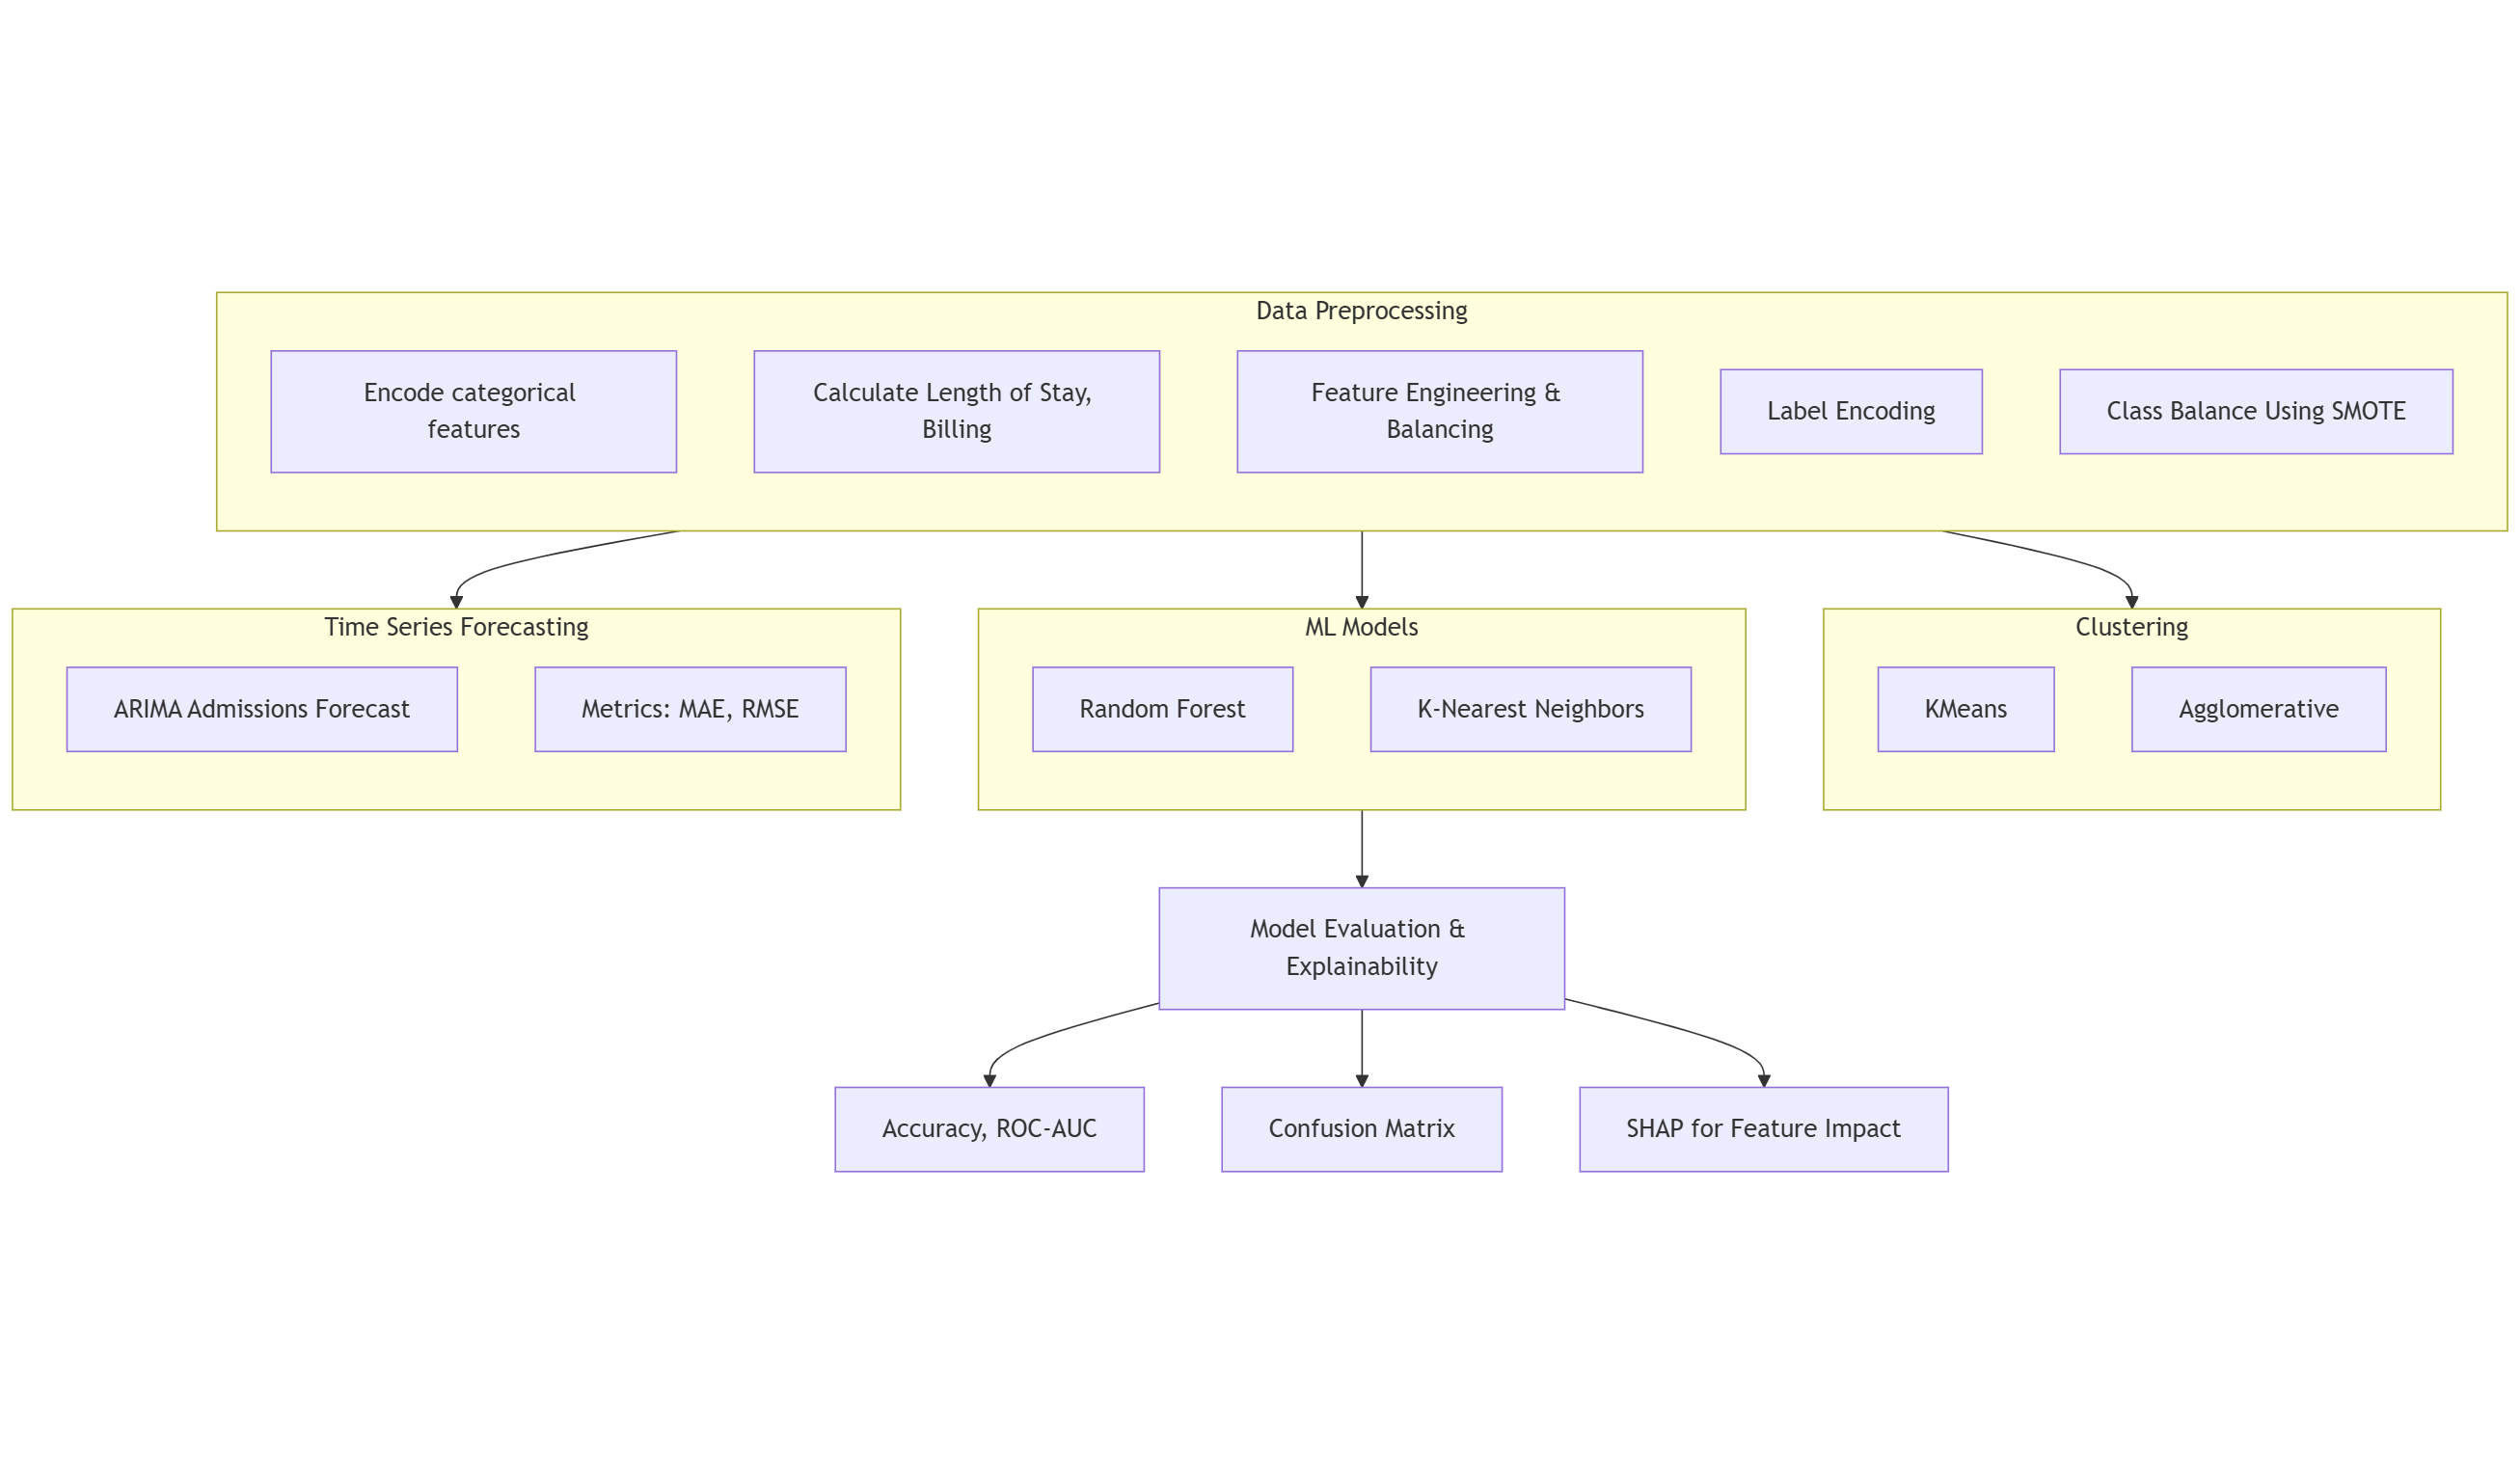 Data Preprocessing
Encode categorical
features
Calculate Length of Stay,
Billing
Feature Engineering &
Balancing
Label Encoding
Class Balance Using SMOTE
Time Series Forecasting
ARIMA Admissions Forecast
Metrics: MAE, RMSE
ML Models
Random Forest
K-Nearest Neighbors
Clustering
KMeans
Agglomerative
Model Evaluation &
Explainability
Accuracy, ROC-AUC
Confusion Matrix
SHAP for Feature Impact